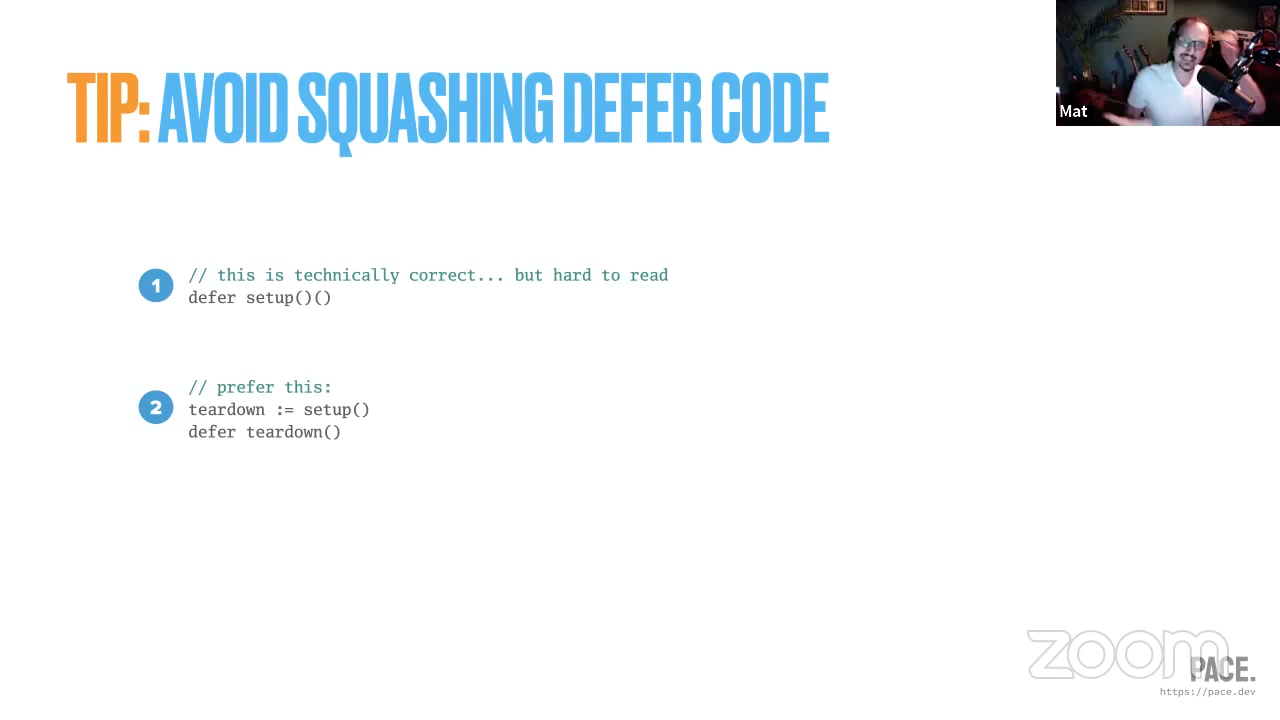 TIP: AVOID SQUASHING DEFER CODE
Mat
1
// this is technically correct... but hard to read
defer setup()()
2
// prefer this:
teardown := setup()
defer teardown()
zoom
PACE.
https://pace.dev